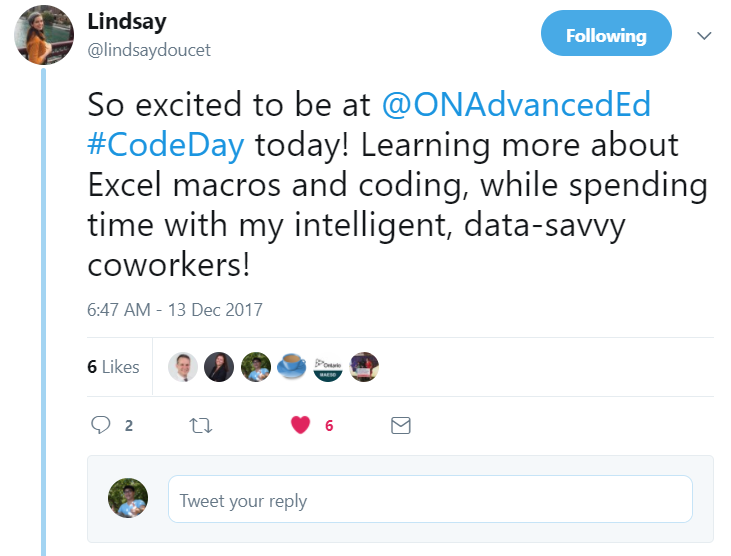 Lindsay
@lindsaydoucet
Following
So excited to be at @ONAdvancedEd
#CodeDay today! Learning more about
Excel macros and coding, while spending
time with my intelligent, data-savvy
coworkers!
6:47 AM - 13 Dec 2017
6 Likes
Ontario
MAESD
2
6
Tweet your reply